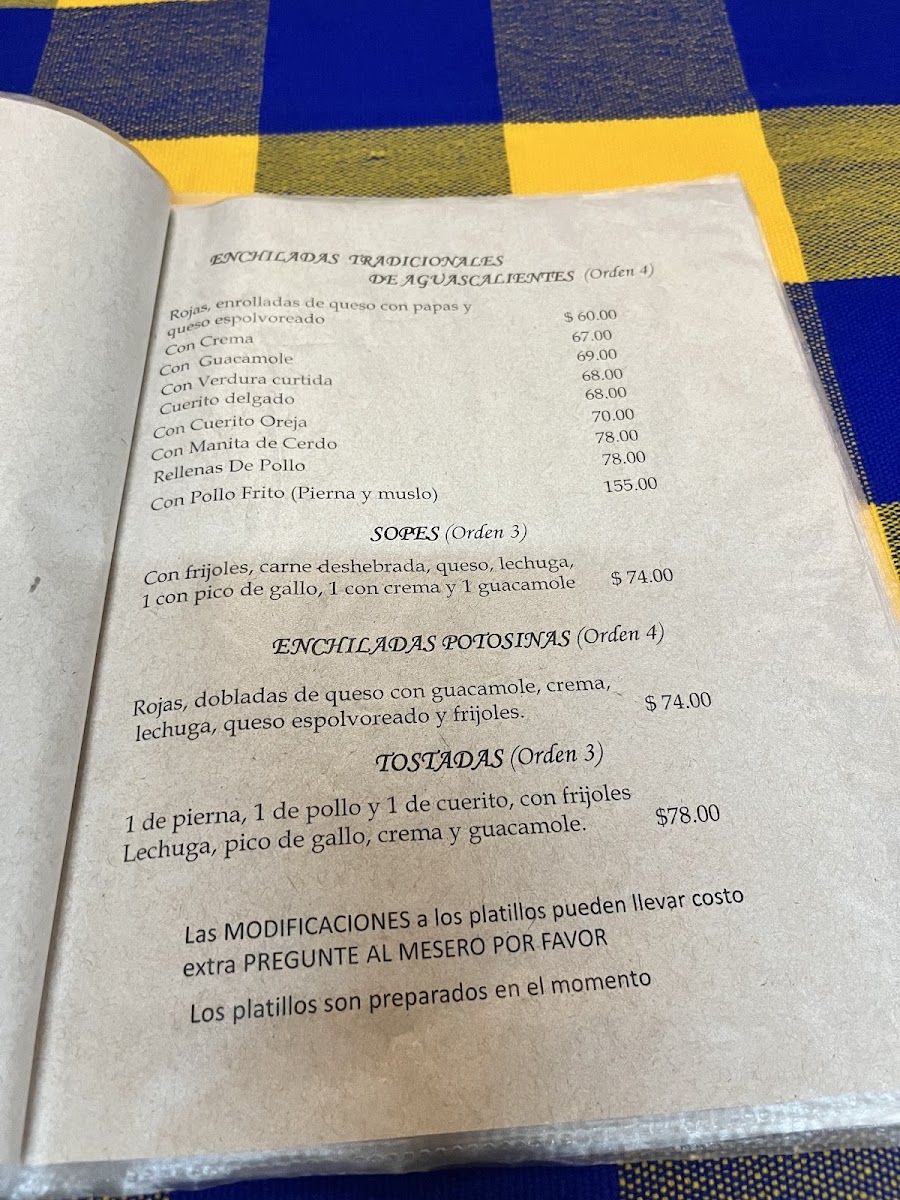 ENCHILADAS TRADICIONALES
DE AGUASCALIENTES (Orden 4)
Rojas, enrolladas de queso con papas y
queso espolvoreado $ 60.00
Con Crema 67.00
Con Guacamole 69.00
Con Verdura curtida 68.00
Cuerito delgado 68.00
Con Cuerito Oreja 70.00
Con Manita de Cerdo 78.00
Rellenas De Pollo 78.00
Con Pollo Frito (Pierna y muslo) 155.00
SOPES (Orden 3)
Con frijoles, carne deshebrada, queso, lechuga,
1 con pico de gallo, 1 con crema y 1 guacamole $ 74.00
ENCHILADAS POTOSINAS (Orden 4)
Rojas, dobladas de queso con guacamole, crema,
lechuga, queso espolvoreado y frijoles. $ 74.00
TOSTADAS (Orden 3)
1 de pierna, 1 de pollo y 1 de cuerito, con frijoles
Lechuga, pico de gallo, crema y guacamole. $78.00
Las MODIFICACIONES a los platillos pueden llevar costo
extra PREGUNTE AL MESERO POR FAVOR
Los platillos son preparados en el momento